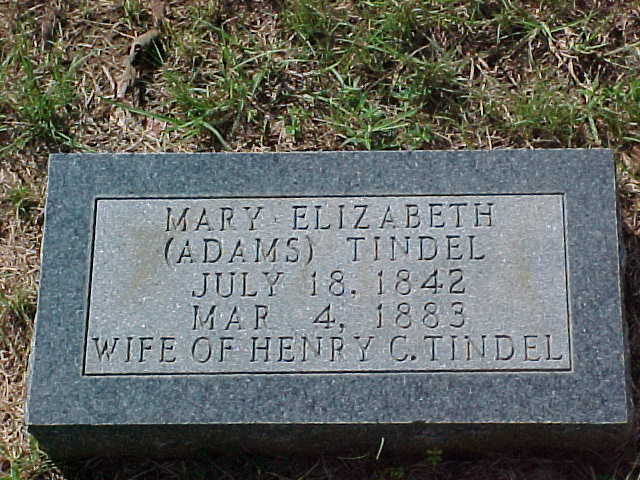 MARY ELIZABETH
(ADAMS) TINDEL
JULY 18, 1842
MAR 4, 1883
WIFE OF HENRY C. TINDEL